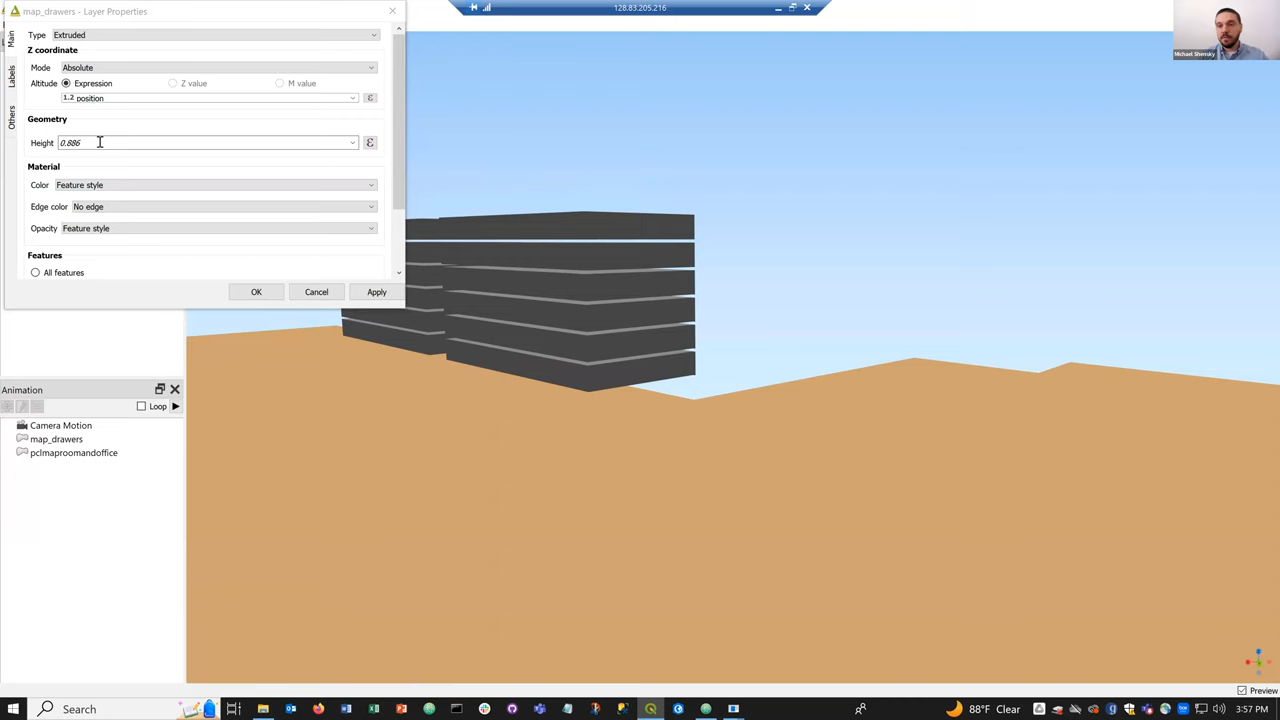 map_drawers - Layer Properties
128.83.205.216
Main
Labels
Others
Type Extruded
Z coordinate
Mode Absolute
Altitude Expression Z value M value
1.2 position ε
Geometry
Height 0.886 ε
Material
Color Feature style
Edge color No edge
Opacity Feature style
Features
All features
OK Cancel Apply
Michael Shensky
Animation
Loop
Camera Motion
map_drawers
pclmaproomandoffice
Preview
Search
88°F Clear
3:57 PM